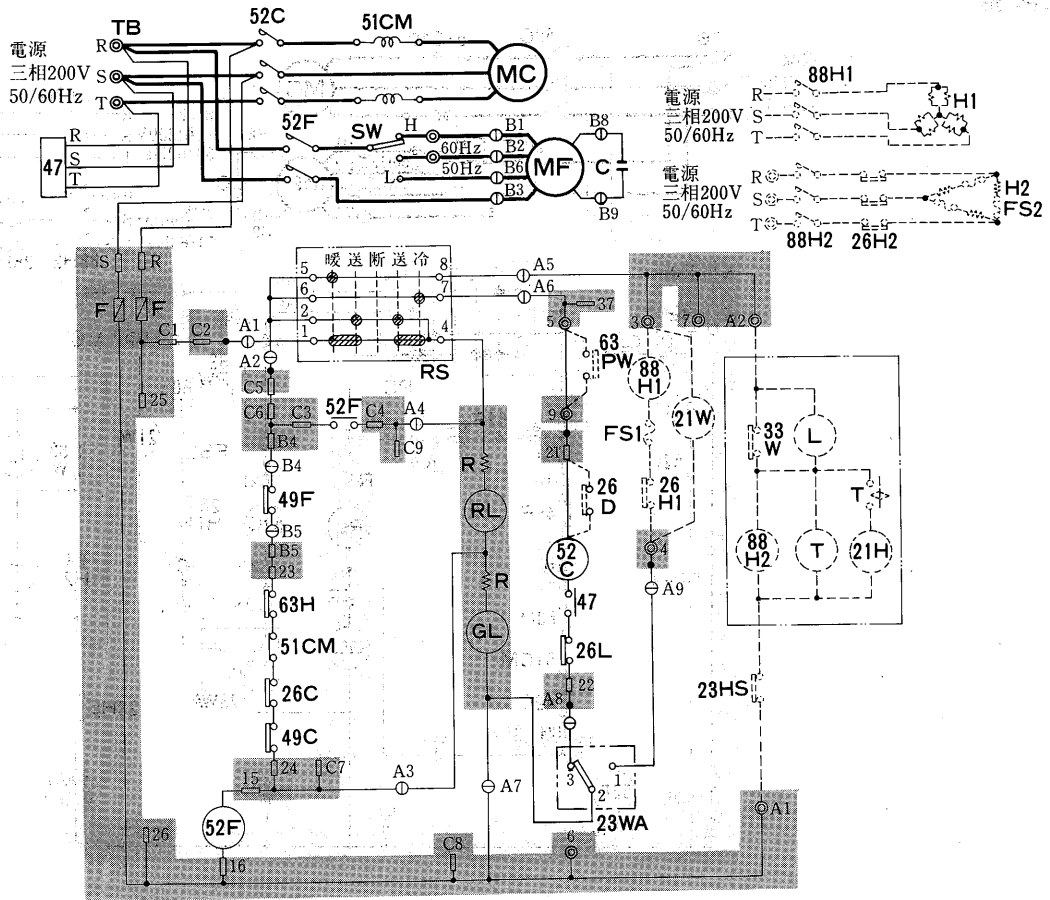 TB
52C
51CM
電源
三相200V
50/60Hz
R
S
T
MC
47
R
S
T
52F
SW
H
60Hz
50Hz
L
B1
B2
B6
B3
MF
B8
C
B9
電源
三相200V
50/60Hz
R
S
T
88H1
H1
電源
三相200V
50/60Hz
R
S
T
88H2
26H2
H2
FS2
S
R
F
F
C1
C2
A1
25
暖 送 断 送 冷
5
6
2
1
8
7
4
RS
A5
A6
A2
C5
C6
C3
52F
C4
A4
C9
B4
B4
49F
B5
B5
23
63H
51CM
26C
49C
24
C7
15
A3
52F
16
26
R
RL
R
GL
A7
C8
37
5
63
PW
9
21
26
D
52
C
47
26L
22
A8
3
1
2
23WA
6
3
7
A2
88
H1
21W
FS1
26
H1
4
A9
33
W
L
T
88
H2
T
21H
23HS
A1